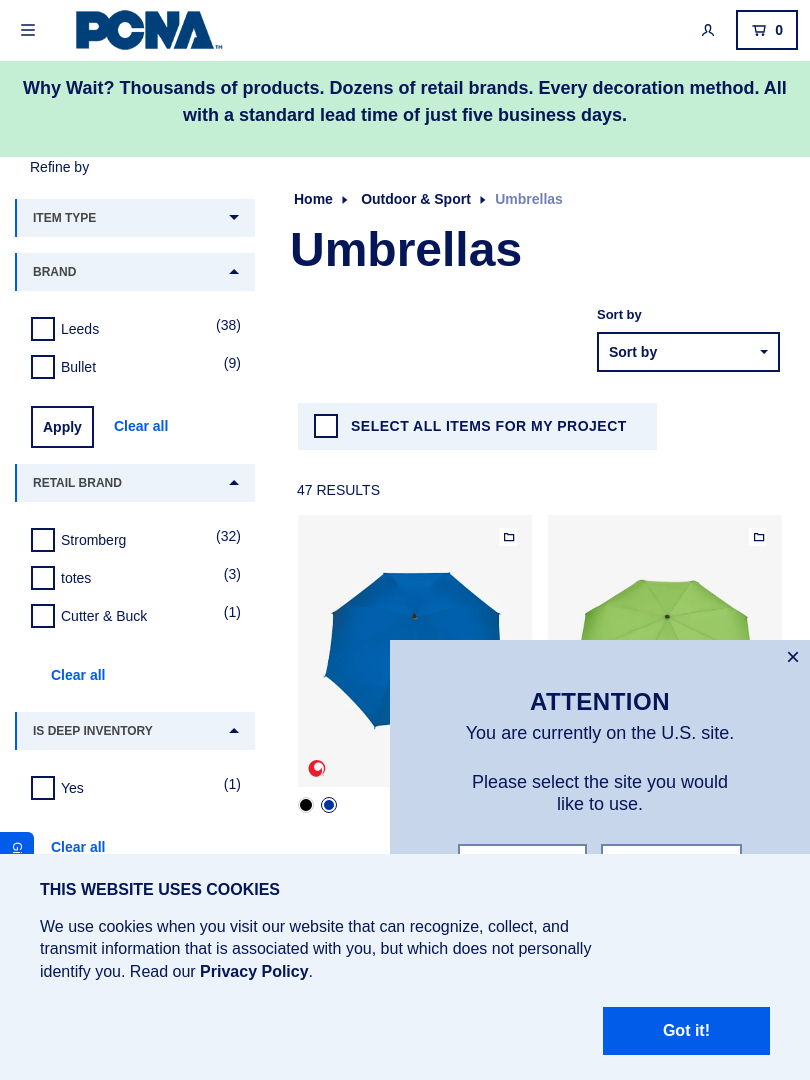 PCNA™
0
Why Wait? Thousands of products. Dozens of retail brands. Every decoration method. All
with a standard lead time of just five business days.
Refine by
ITEM TYPE
BRAND
Leeds (38)
Bullet (9)
Apply Clear all
RETAIL BRAND
Stromberg (32)
totes (3)
Cutter & Buck (1)
Clear all
IS DEEP INVENTORY
Yes (1)
Clear all
Home Outdoor & Sport Umbrellas
Umbrellas
Sort by
Sort by
SELECT ALL ITEMS FOR MY PROJECT
47 RESULTS
ATTENTION
You are currently on the U.S. site.
Please select the site you would
like to use.
THIS WEBSITE USES COOKIES
We use cookies when you visit our website that can recognize, collect, and
transmit information that is associated with you, but which does not personally
identify you. Read our Privacy Policy.
Got it!